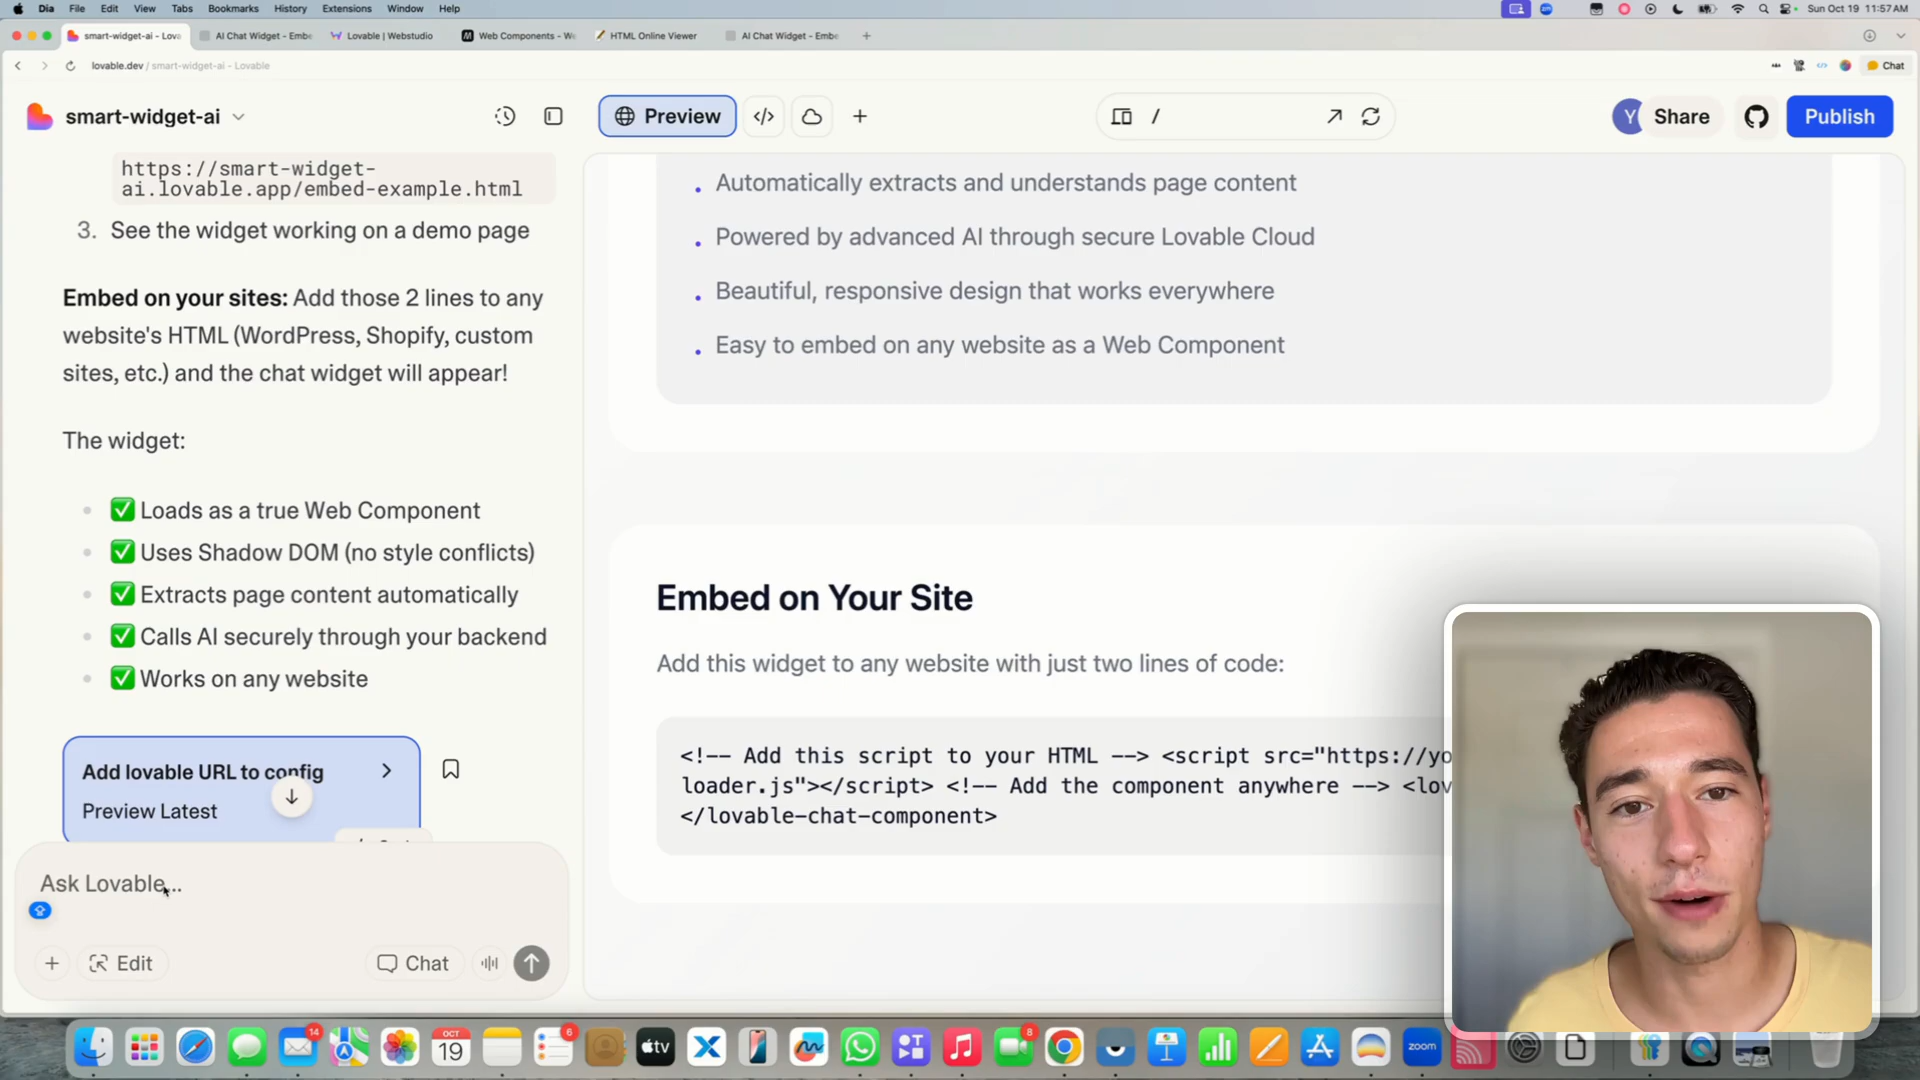 Dia File Edit View Tabs Bookmarks History Extensions Window Help
Sun Oct 19 11:57 AM
smart-widget-ai - Lova
AI Chat Widget - Embe
Lovable | Webstudio
Web Components - We
HTML Online Viewer
AI Chat Widget - Embe
lovable.dev / smart-widget-ai - Lovable
Chat
smart-widget-ai
Preview
/
Y
Share
Publish
https://smart-widget-
ai.lovable.app/embed-example.html
3. See the widget working on a demo page
Embed on your sites: Add those 2 lines to any
website's HTML (WordPress, Shopify, custom
sites, etc.) and the chat widget will appear!
The widget:
Loads as a true Web Component
Uses Shadow DOM (no style conflicts)
Extracts page content automatically
Calls AI securely through your backend
Works on any website
Add lovable URL to config
Preview Latest
Ask Lovable...
Edit
Chat
Automatically extracts and understands page content
Powered by advanced AI through secure Lovable Cloud
Beautiful, responsive design that works everywhere
Easy to embed on any website as a Web Component
Embed on Your Site
Add this widget to any website with just two lines of code:
<!-- Add this script to your HTML --> <script src="https://yo
loader.js"></script> <!-- Add the component anywhere --> <lov
</lovable-chat-component>
14
OCT
19
6
tv
8
zoom